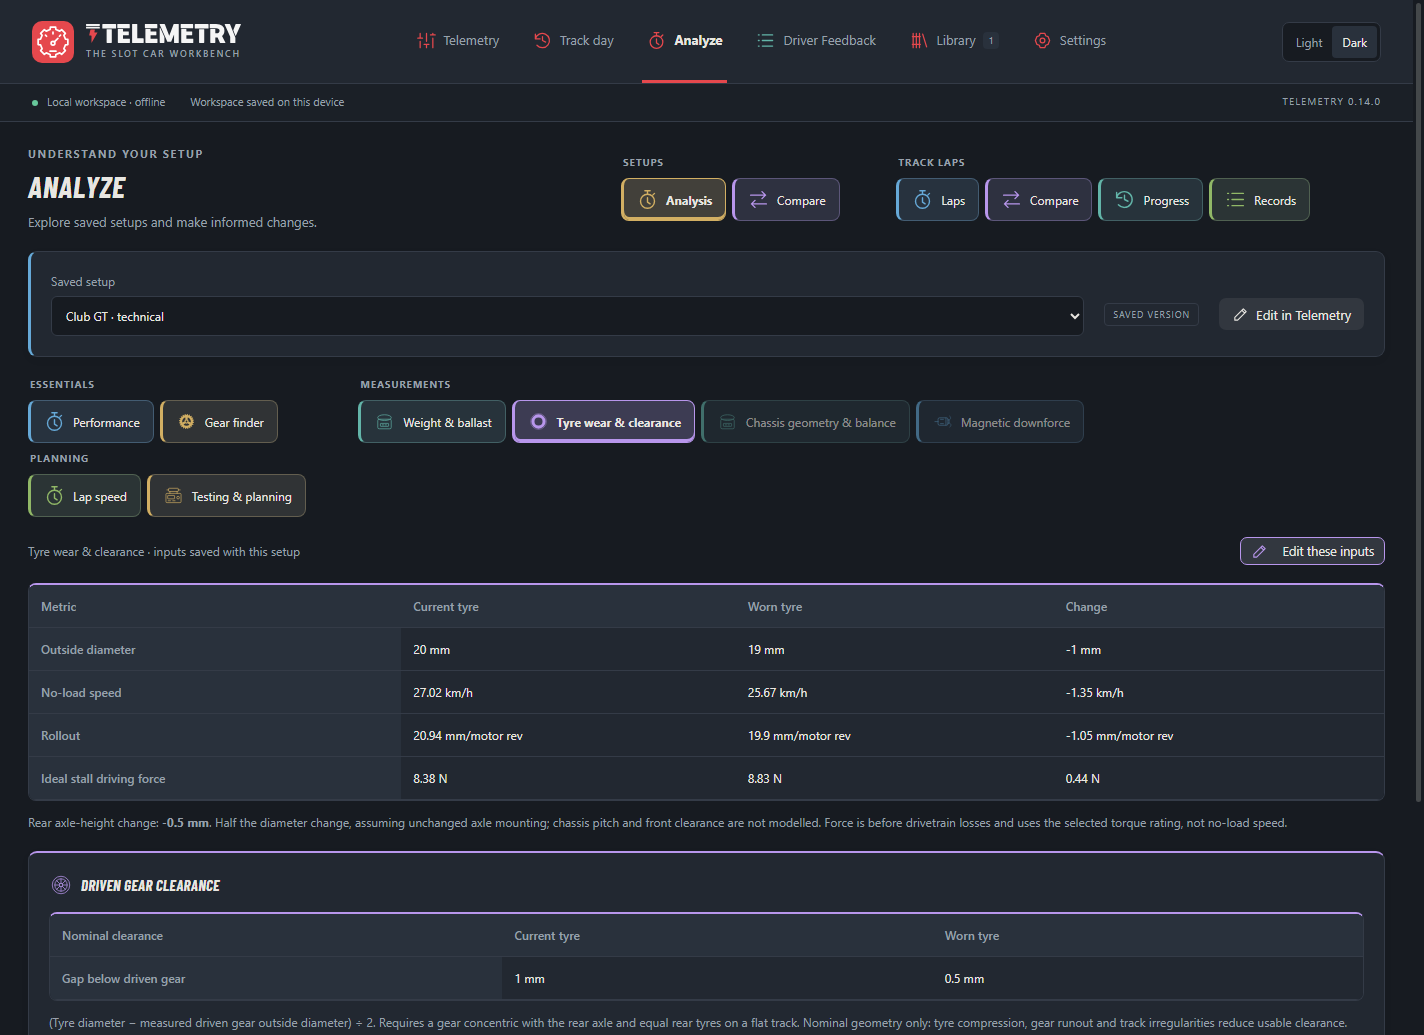 TELEMETRY
THE SLOT CAR WORKBENCH
Telemetry
Track day
Analyze
Driver Feedback
Library 1
Settings
Light Dark
Local workspace · offline
Workspace saved on this device
TELEMETRY 0.14.0
UNDERSTAND YOUR SETUP
ANALYZE
Explore saved setups and make informed changes.
SETUPS
Analysis
Compare
TRACK LAPS
Laps
Compare
Progress
Records
Saved setup
Club GT · technical
SAVED VERSION
Edit in Telemetry
ESSENTIALS
Performance
Gear finder
MEASUREMENTS
Weight & ballast
Tyre wear & clearance
Chassis geometry & balance
Magnetic downforce
PLANNING
Lap speed
Testing & planning
Tyre wear & clearance · inputs saved with this setup
Edit these inputs
Metric Current tyre Worn tyre Change
Outside diameter 20 mm 19 mm -1 mm
No-load speed 27.02 km/h 25.67 km/h -1.35 km/h
Rollout 20.94 mm/motor rev 19.9 mm/motor rev -1.05 mm/motor rev
Ideal stall driving force 8.38 N 8.83 N 0.44 N
Rear axle-height change: -0.5 mm. Half the diameter change, assuming unchanged axle mounting; chassis pitch and front clearance are not modelled. Force is before drivetrain losses and uses the selected torque rating, not no-load speed.
DRIVEN GEAR CLEARANCE
Nominal clearance Current tyre Worn tyre
Gap below driven gear 1 mm 0.5 mm
(Tyre diameter − measured driven gear outside diameter) ÷ 2. Requires a gear concentric with the rear axle and equal rear tyres on a flat track. Nominal geometry only: tyre compression, gear runout and track irregularities reduce usable clearance.